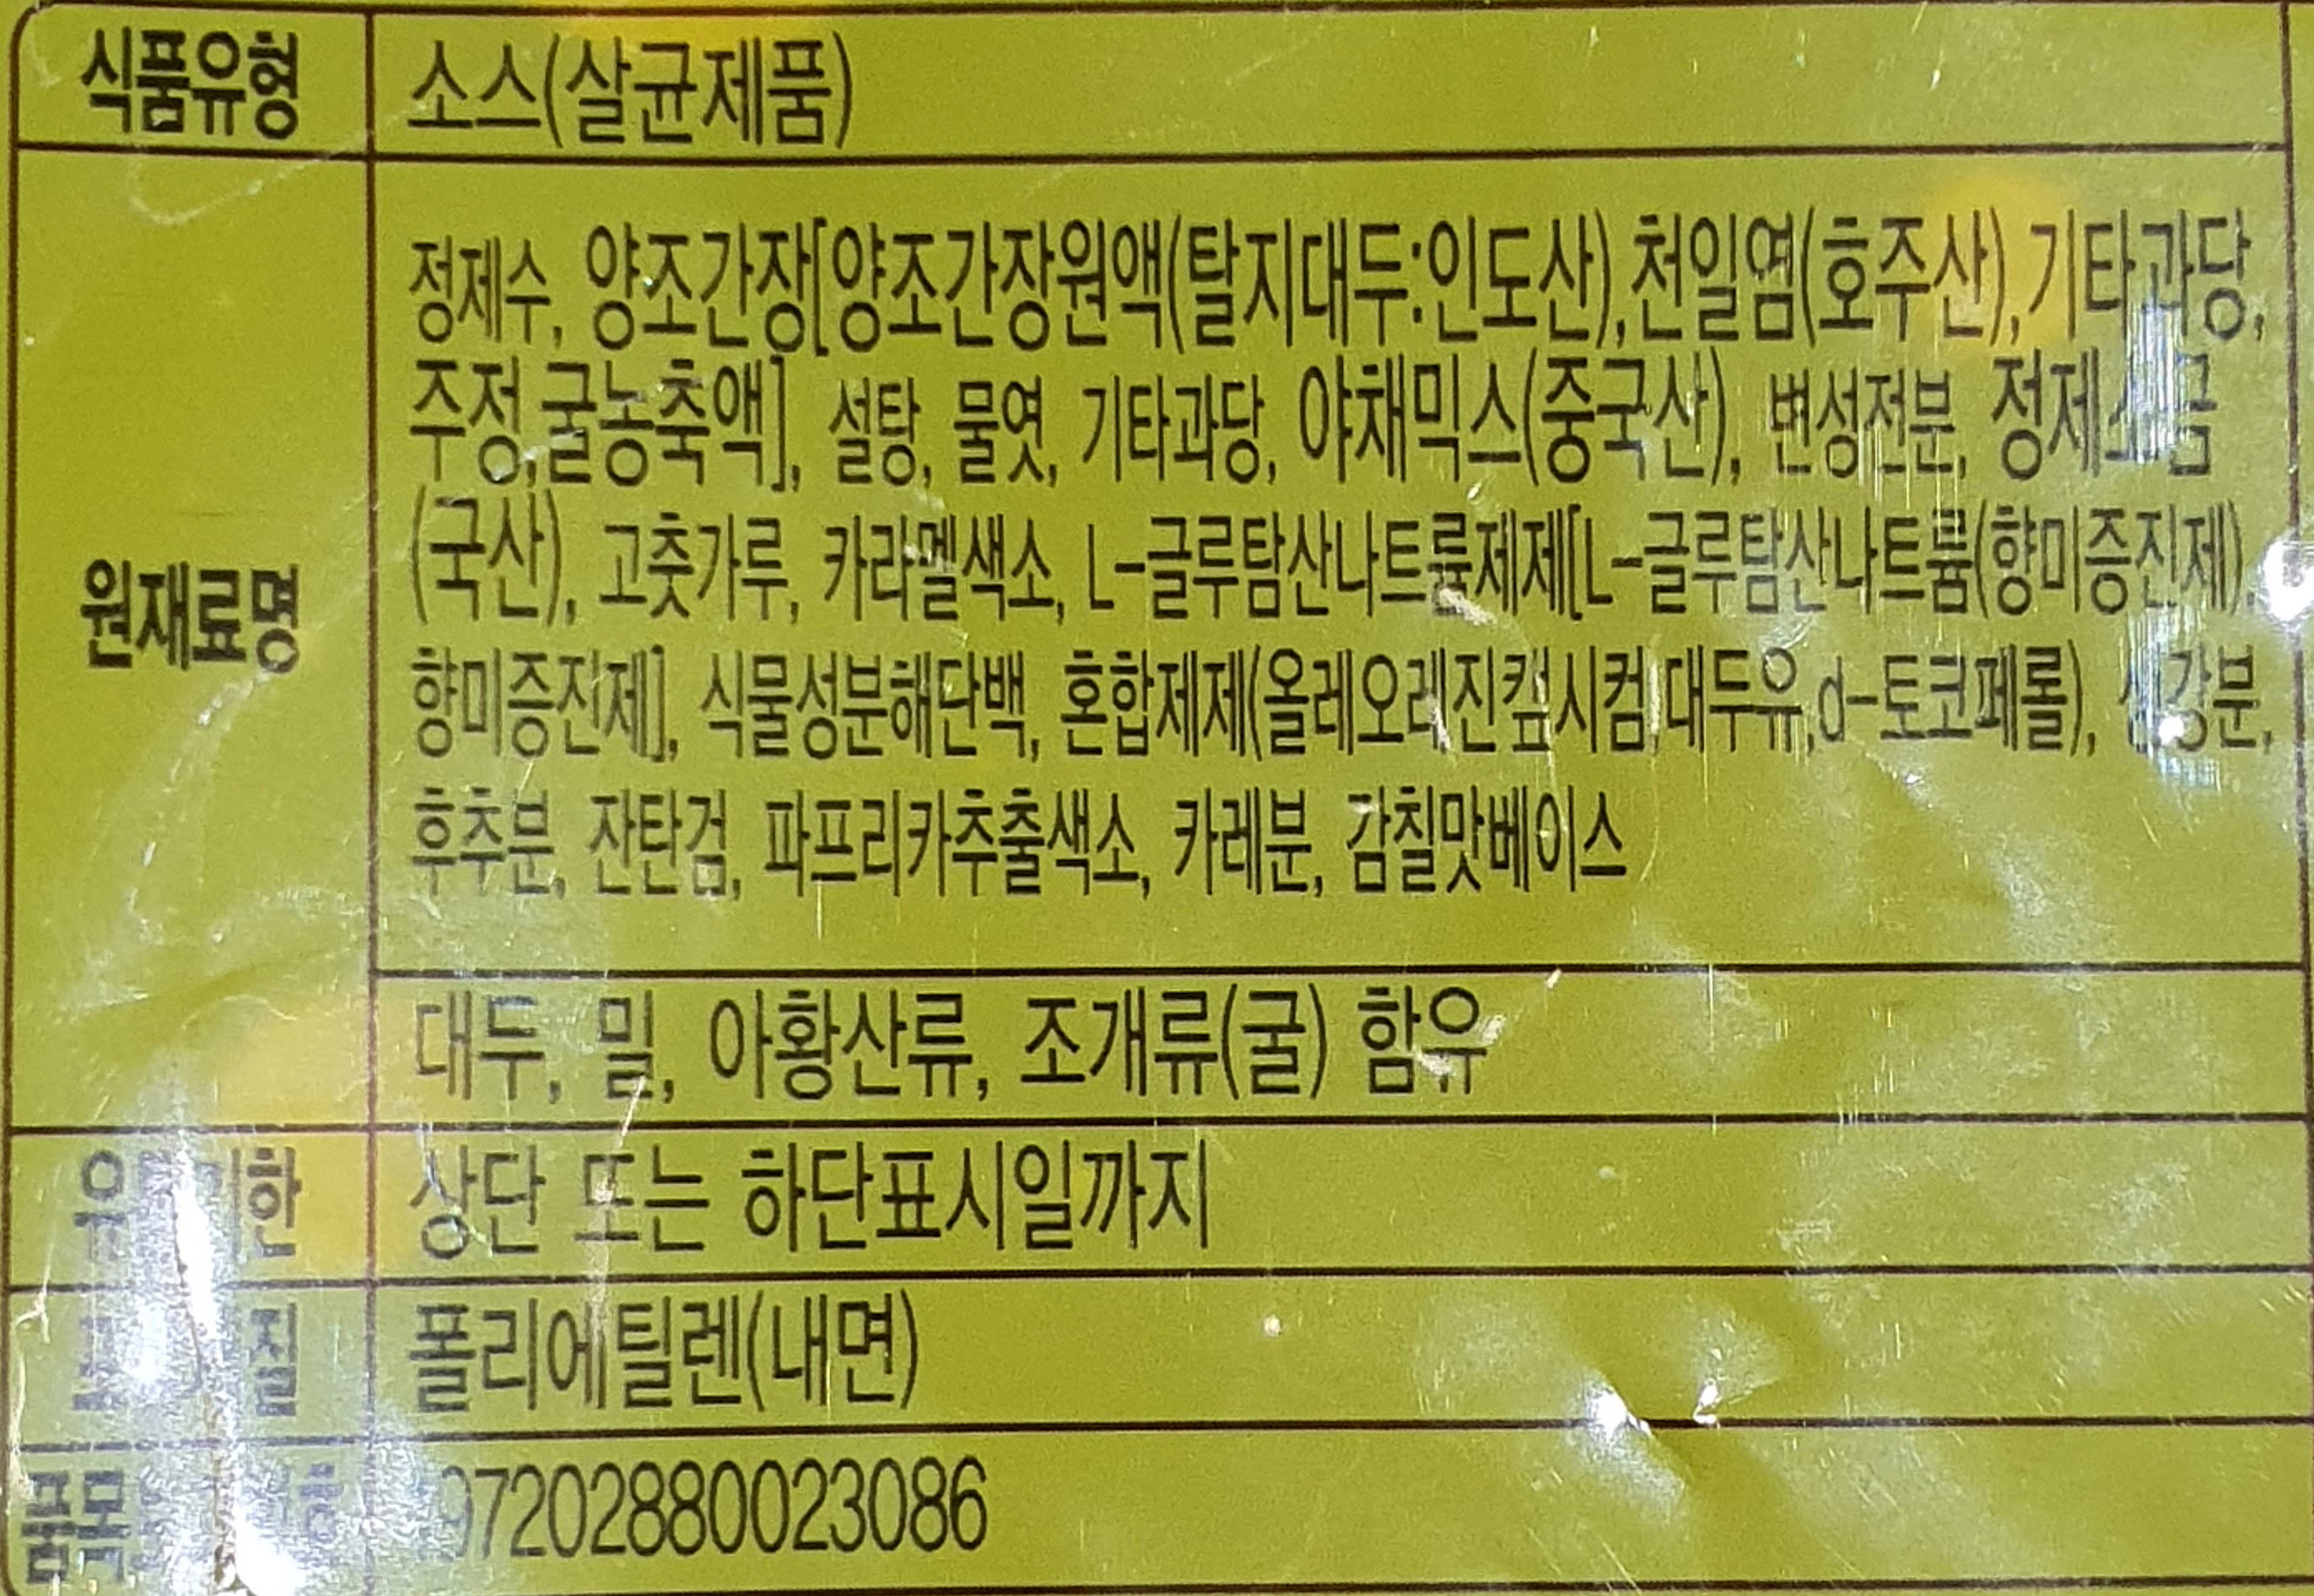 식품유형 소스(살균제품)
원재료명
정제수, 양조간장[양조간장원액(탈지대두:인도산),천일염(호주산),기타과당,
주정,굴농축액], 설탕, 물엿, 기타과당, 야채믹스(중국산), 변성전분, 정제소금
(국산), 고춧가루, 카라멜색소, L-글루탐산나트륨제제[L-글루탐산나트륨(향미증진제),
향미증진제], 식물성분해단백, 혼합제제(올레오레진캪시컴,대두유,d-토코페롤), 생강분,
후추분, 잔탄검, 파프리카추출색소, 카레분, 감칠맛베이스
대두, 밀, 아황산류, 조개류(굴) 함유
상단 또는 하단표시일까지
폴리에틸렌(내면)